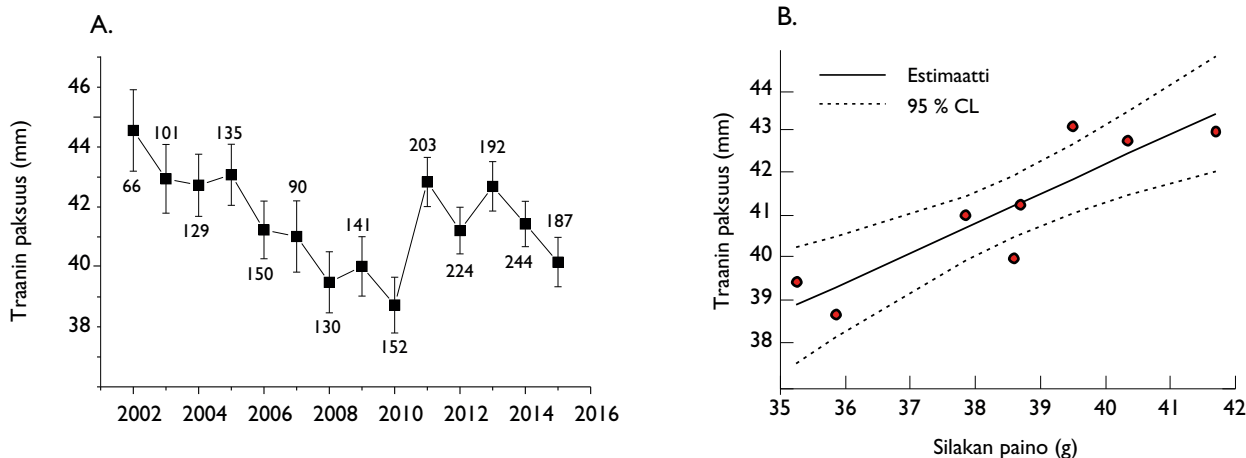 A.
Traanin paksuus (mm)
46
44
42
40
38
66
101
129
135
150
90
130
141
152
203
224
192
244
187
2002 2004 2006 2008 2010 2012 2014 2016
B.
Traanin paksuus (mm)
44
43
42
41
40
39
38
Estimaatti
95 % CL
35 36 37 38 39 40 41 42
Silakan paino (g)